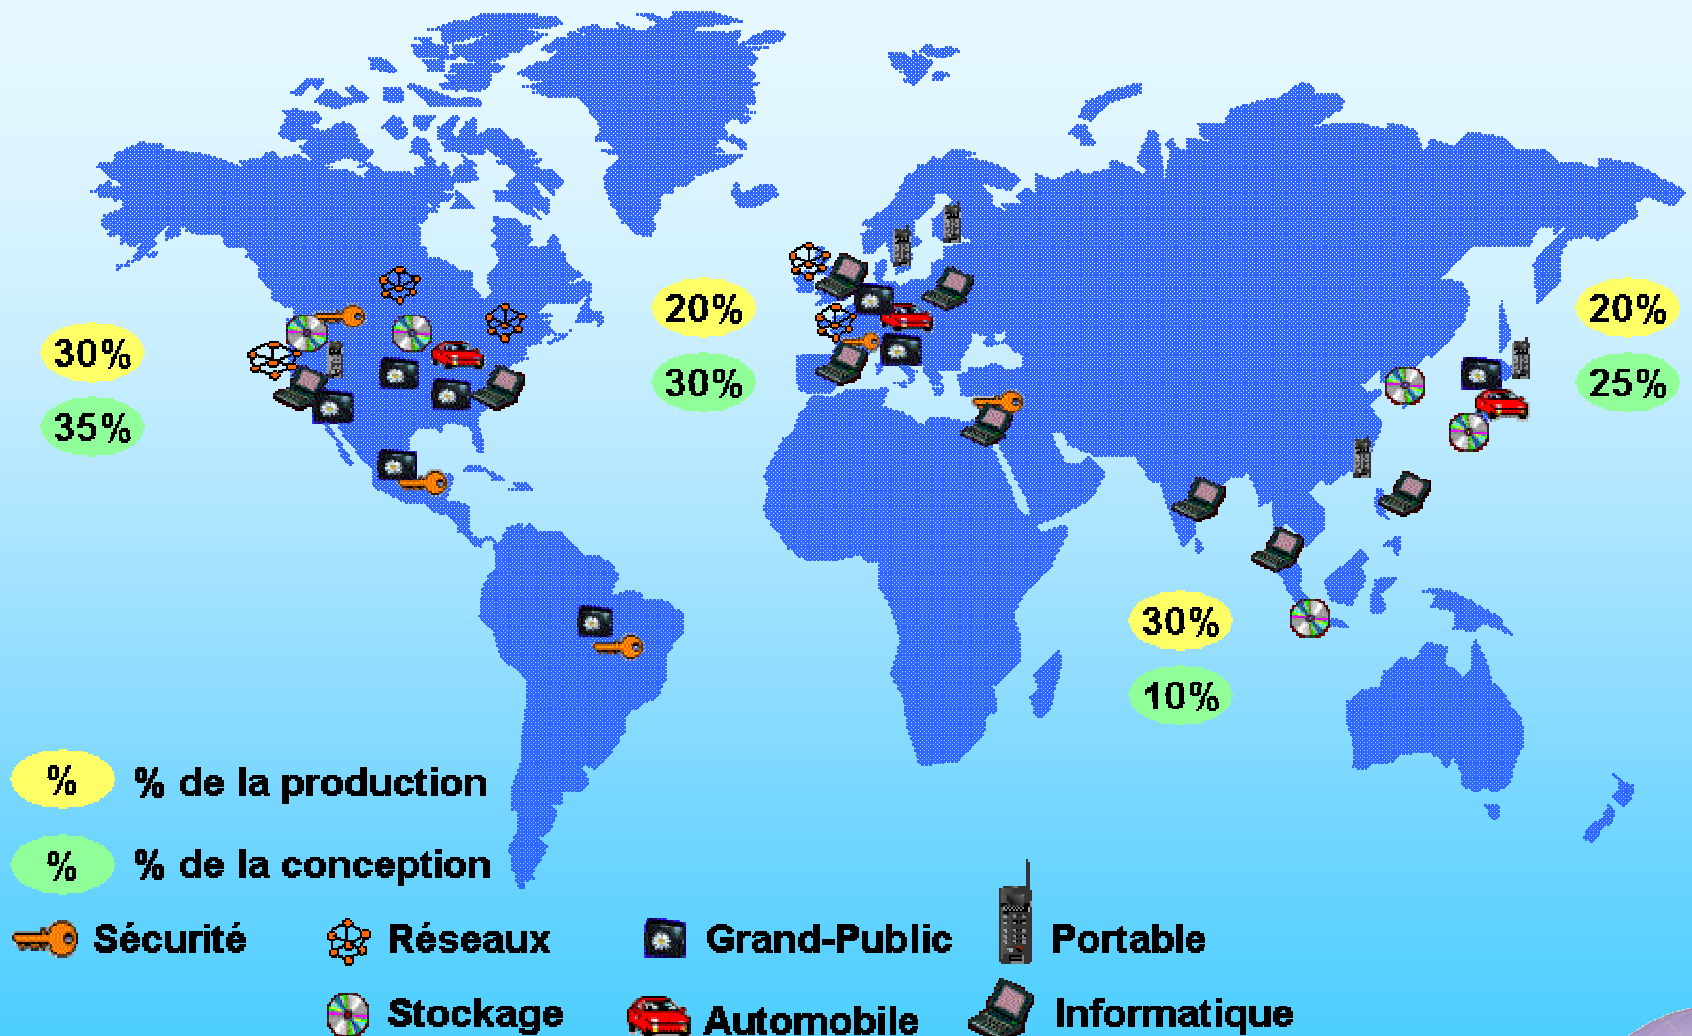 20%
20%
30%
30%
35%
30%
25%
30%
10%
% % de la production
% % de la conception
Sécurité Réseaux Grand-Public Portable
Stockage Automobile Informatique